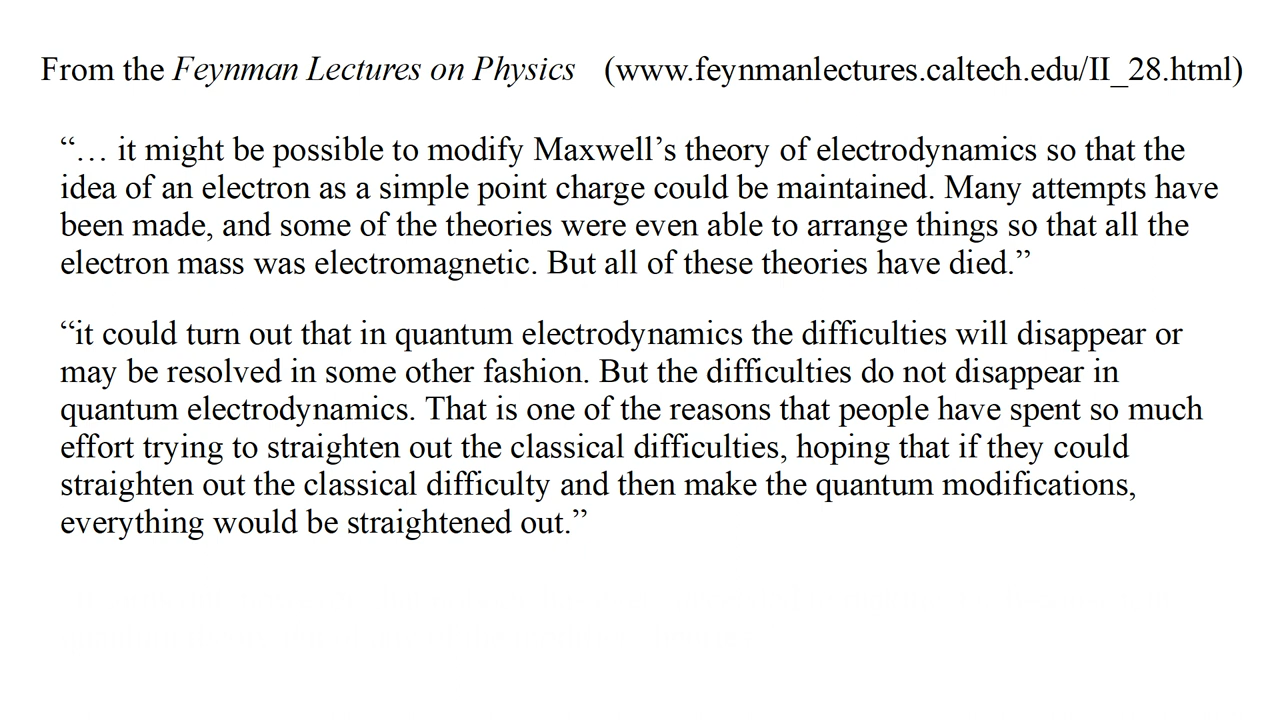 From the Feynman Lectures on Physics (www.feynmanlectures.caltech.edu/II_28.html)
“… it might be possible to modify Maxwell’s theory of electrodynamics so that the
idea of an electron as a simple point charge could be maintained. Many attempts have
been made, and some of the theories were even able to arrange things so that all the
electron mass was electromagnetic. But all of these theories have died.”
“it could turn out that in quantum electrodynamics the difficulties will disappear or
may be resolved in some other fashion. But the difficulties do not disappear in
quantum electrodynamics. That is one of the reasons that people have spent so much
effort trying to straighten out the classical difficulties, hoping that if they could
straighten out the classical difficulty and then make the quantum modifications,
everything would be straightened out.”